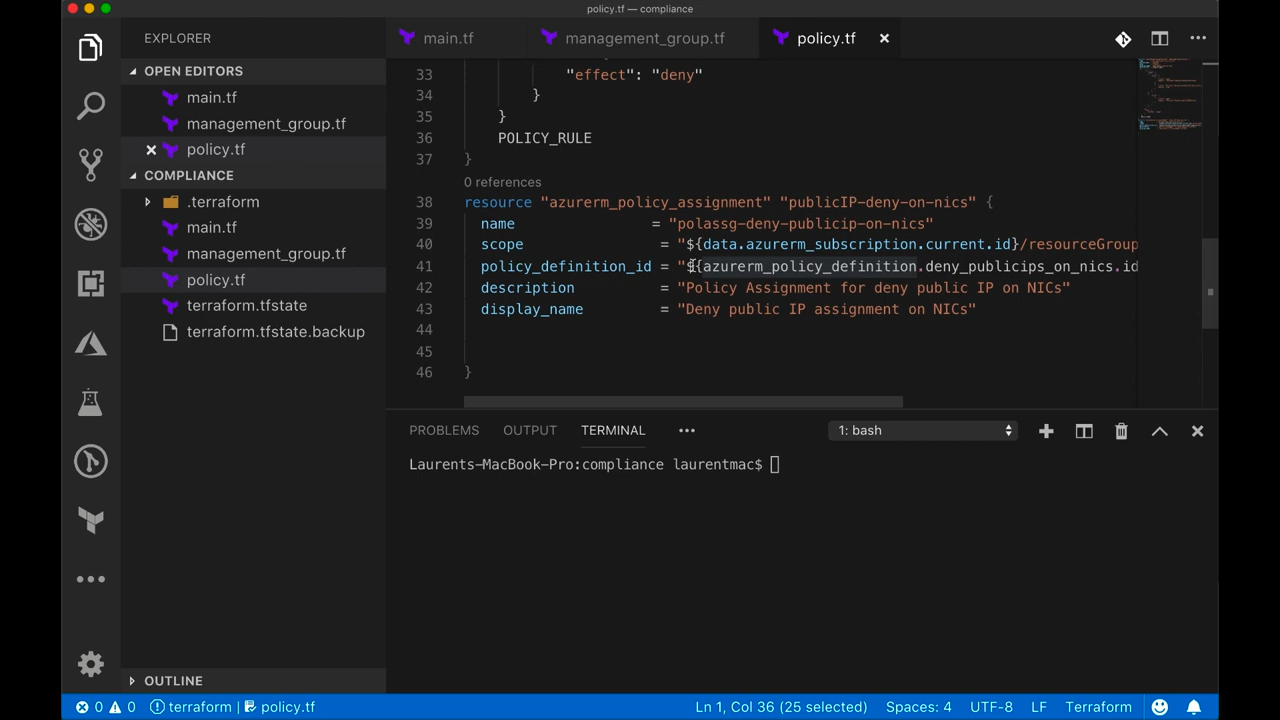 policy.tf — compliance
EXPLORER
main.tf
management_group.tf
policy.tf
OPEN EDITORS
main.tf
management_group.tf
policy.tf
COMPLIANCE
.terraform
main.tf
management_group.tf
policy.tf
terraform.tfstate
terraform.tfstate.backup
OUTLINE
33 "effect": "deny"
34 }
35 }
36 POLICY_RULE
37 }
0 references
38 resource "azurerm_policy_assignment" "publicIP-deny-on-nics" {
39 name = "polassg-deny-publicip-on-nics"
40 scope = "${data.azurerm_subscription.current.id}/resourceGroup
41 policy_definition_id = "${azurerm_policy_definition.deny_publicips_on_nics.id
42 description = "Policy Assignment for deny public IP on NICs"
43 display_name = "Deny public IP assignment on NICs"
44
45
46 }
PROBLEMS OUTPUT TERMINAL ••• 1: bash
Laurents-MacBook-Pro:compliance laurentmac$
0 0 terraform | policy.tf Ln 1, Col 36 (25 selected) Spaces: 4 UTF-8 LF Terraform